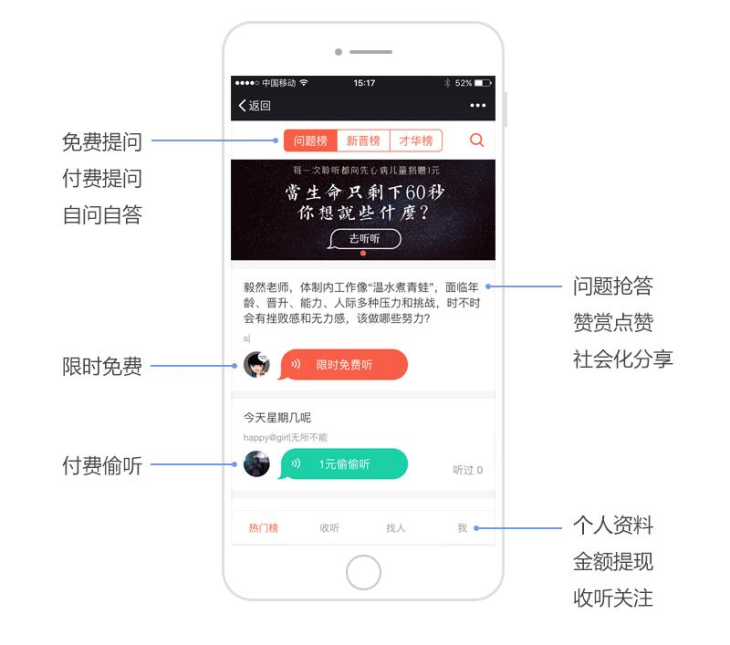 中国移动 15:17 52%
返回
免费提问
付费提问
自问自答
问题榜 新晋榜 才华榜
每一次聆听都向先心病儿童捐赠1元
當生命只剩下60秒
你想說些什麼?
去听听
毅然老师，体制内工作像“温水煮青蛙”，面临年
龄、晋升、能力、人际多种压力和挑战，时不时
会有挫败感和无力感，该做哪些努力?
s|
问题抢答
赞赏点赞
社会化分享
限时免费
限时免费听
今天星期几呢
happy@girl|无所不能
付费偷听
1元偷偷听
听过 0
热门榜 收听 找人 我
个人资料
金额提现
收听关注